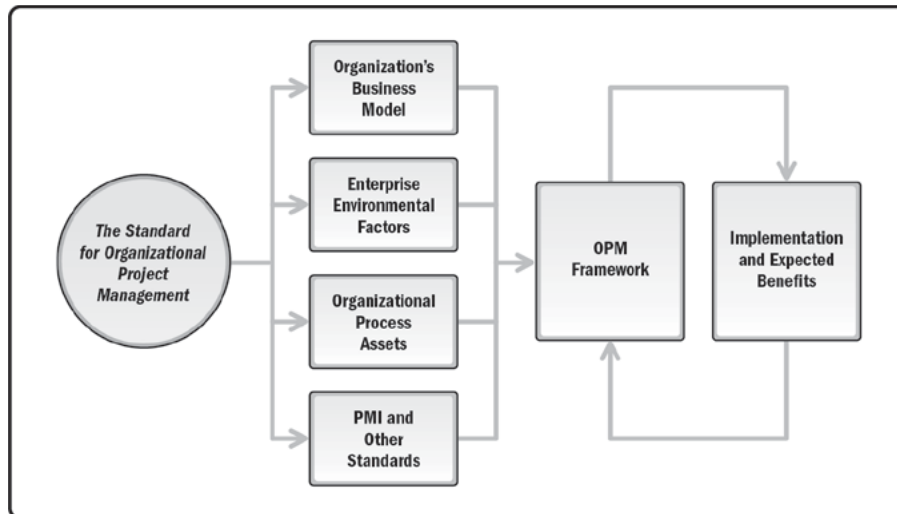 The Standard
for Organizational
Project
Management
Organization's
Business
Model
Enterprise
Environmental
Factors
Organizational
Process
Assets
PMI and
Other
Standards
OPM
Framework
Implementation
and Expected
Benefits